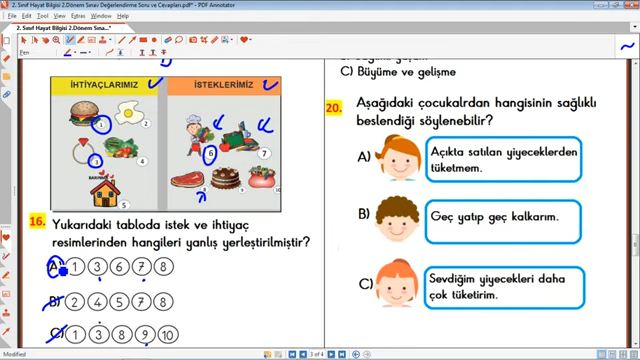 2. Sınıf Hayat Bilgisi 2.Dönem Sınav Değerlendirme Soru ve Cevapları.pdf* - PDF Annotator
File Edit Tool View Extras Window Help
2. Sınıf Hayat Bilgisi 2.Dönem Sına...*
Pen
İHTİYAÇLARIMIZ
İSTEKLERİMİZ
1
2
3
4
5
6
7
8
9
10
16. Yukarıdaki tabloda istek ve ihtiyaç
resimlerinden hangileri yanlış yerleştirilmiştir?
A) 1 3 6 7 8
B) 2 4 5 7 8
C) 1 3 8 9 10
C) Büyüme ve gelişme
20. Aşağıdaki çocukalrdan hangisinin sağlıklı
beslendiği söylenebilir?
A) Açıkta satılan yiyeceklerden
tüketmem.
B) Geç yatıp geç kalkarım.
C) Sevdiğim yiyecekleri daha
çok tüketirim.
Modified
3 of 4